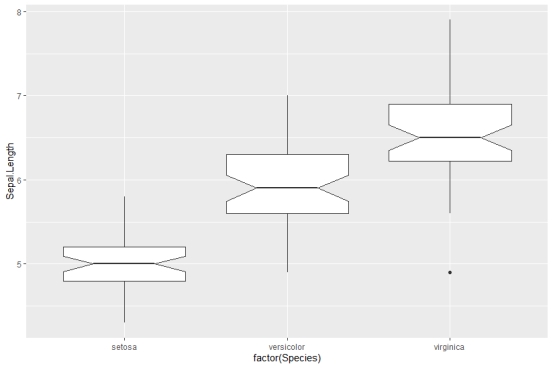 8
7
6
5
Sepal.Length
setosa
versicolor
virginica
factor(Species)